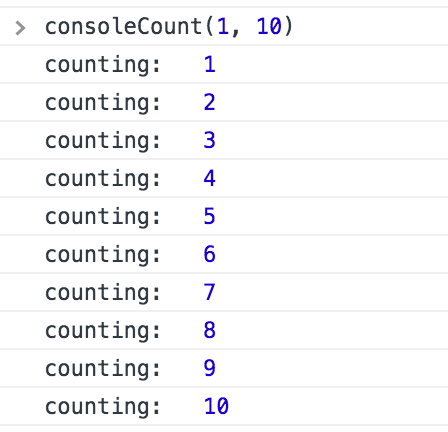 > consoleCount(1, 10)
counting:   1
counting:   2
counting:   3
counting:   4
counting:   5
counting:   6
counting:   7
counting:   8
counting:   9
counting:   10